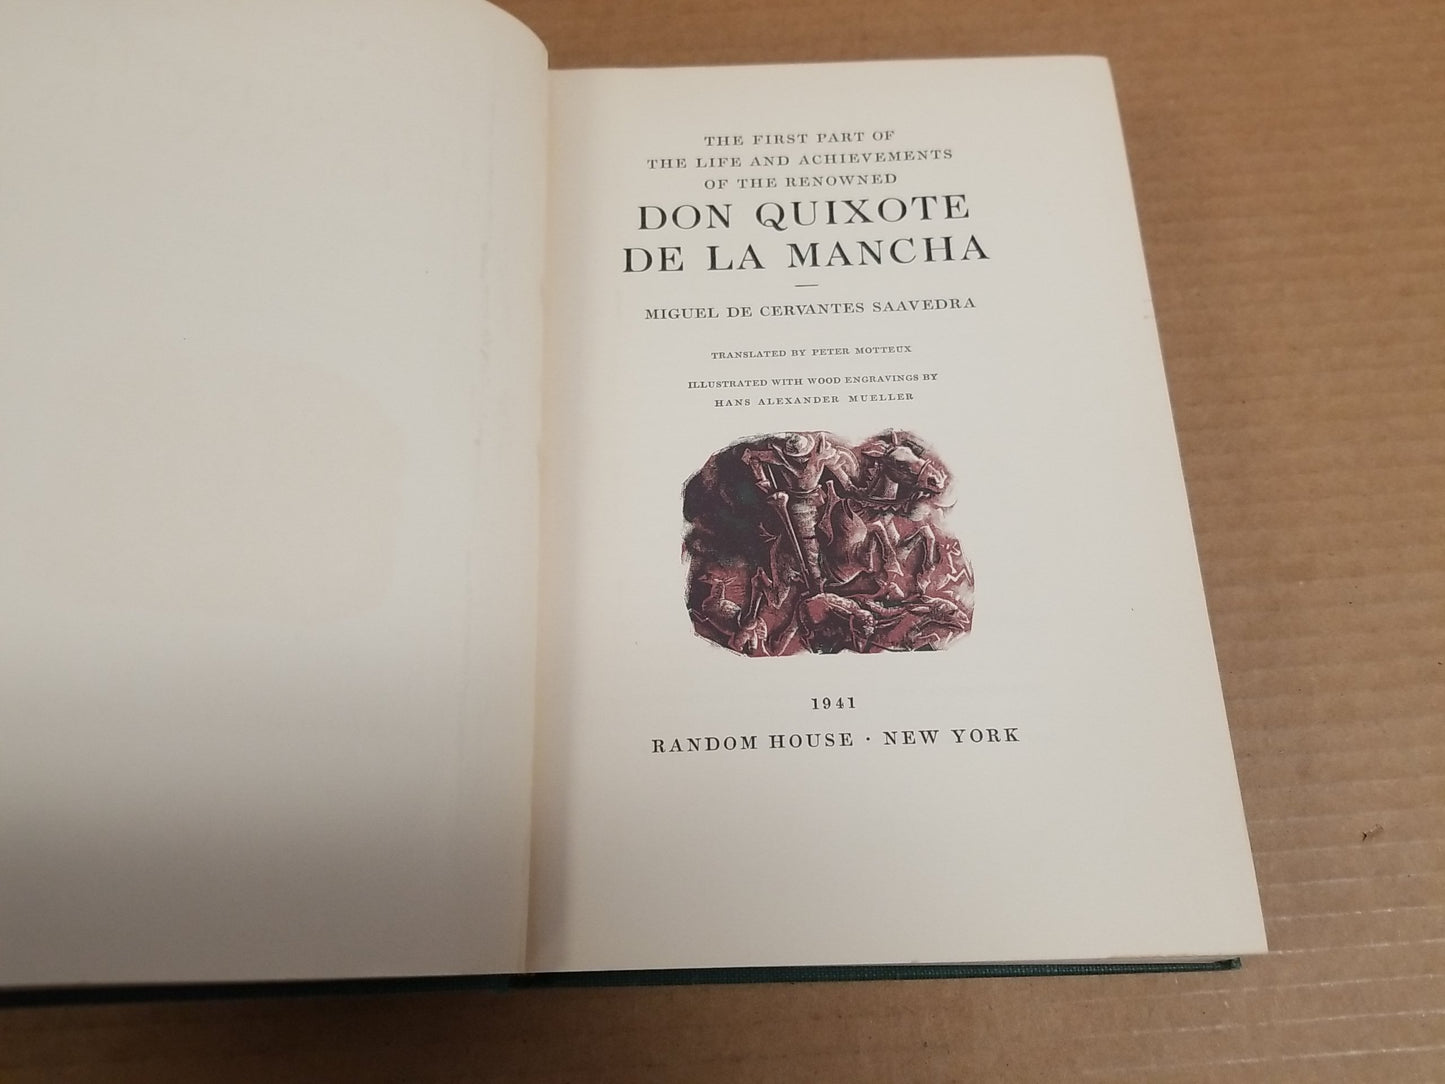 THE FIRST PART OF
THE LIFE AND ACHIEVEMENTS
OF THE RENOWNED
DON QUIXOTE
DE LA MANCHA
MIGUEL DE CERVANTES SAAVEDRA
TRANSLATED BY PETER MOTTEUX
ILLUSTRATED WITH WOOD ENGRAVINGS BY
HANS ALEXANDER MUELLER
1941
RANDOM HOUSE · NEW YORK